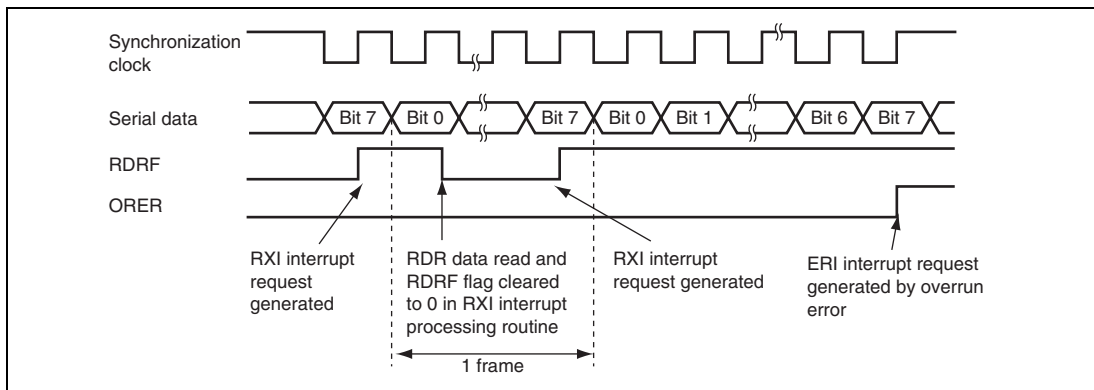 Synchronization
clock
Serial data
Bit 7
Bit 0
Bit 7
Bit 0
Bit 1
Bit 6
Bit 7
RDRF
ORER
RXI interrupt
request
generated
RDR data read and
RDRF flag cleared
to 0 in RXI interrupt
processing routine
RXI interrupt
request generated
ERI interrupt request
generated by overrun
error
1 frame